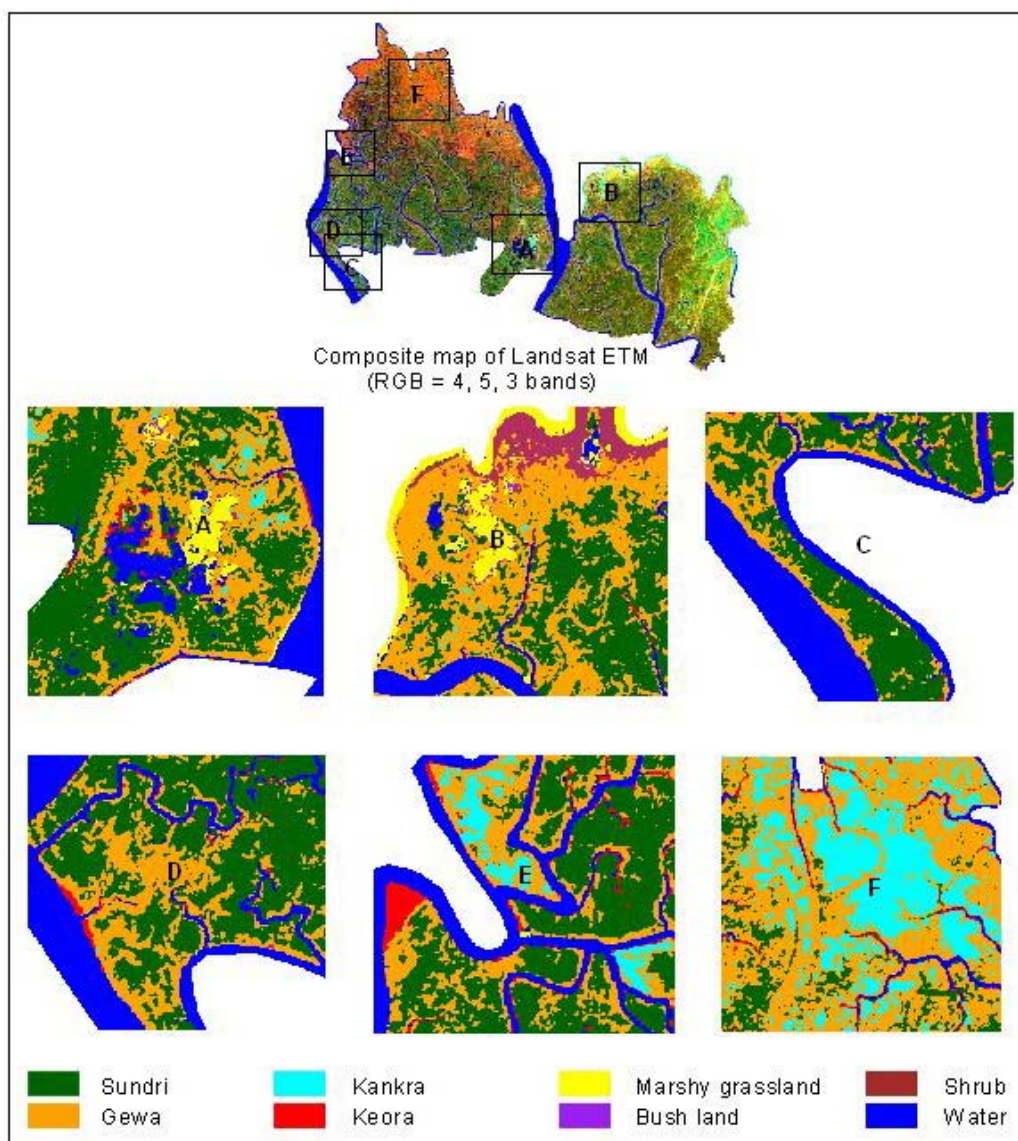 F
E
B
D
A
C
Composite map of Landsat ETM
(RGB = 4, 5, 3 bands)
A
B
C
D
E
F
Sundri
Kankra
Marshy grassland
Shrub
Gewa
Keora
Bush land
Water